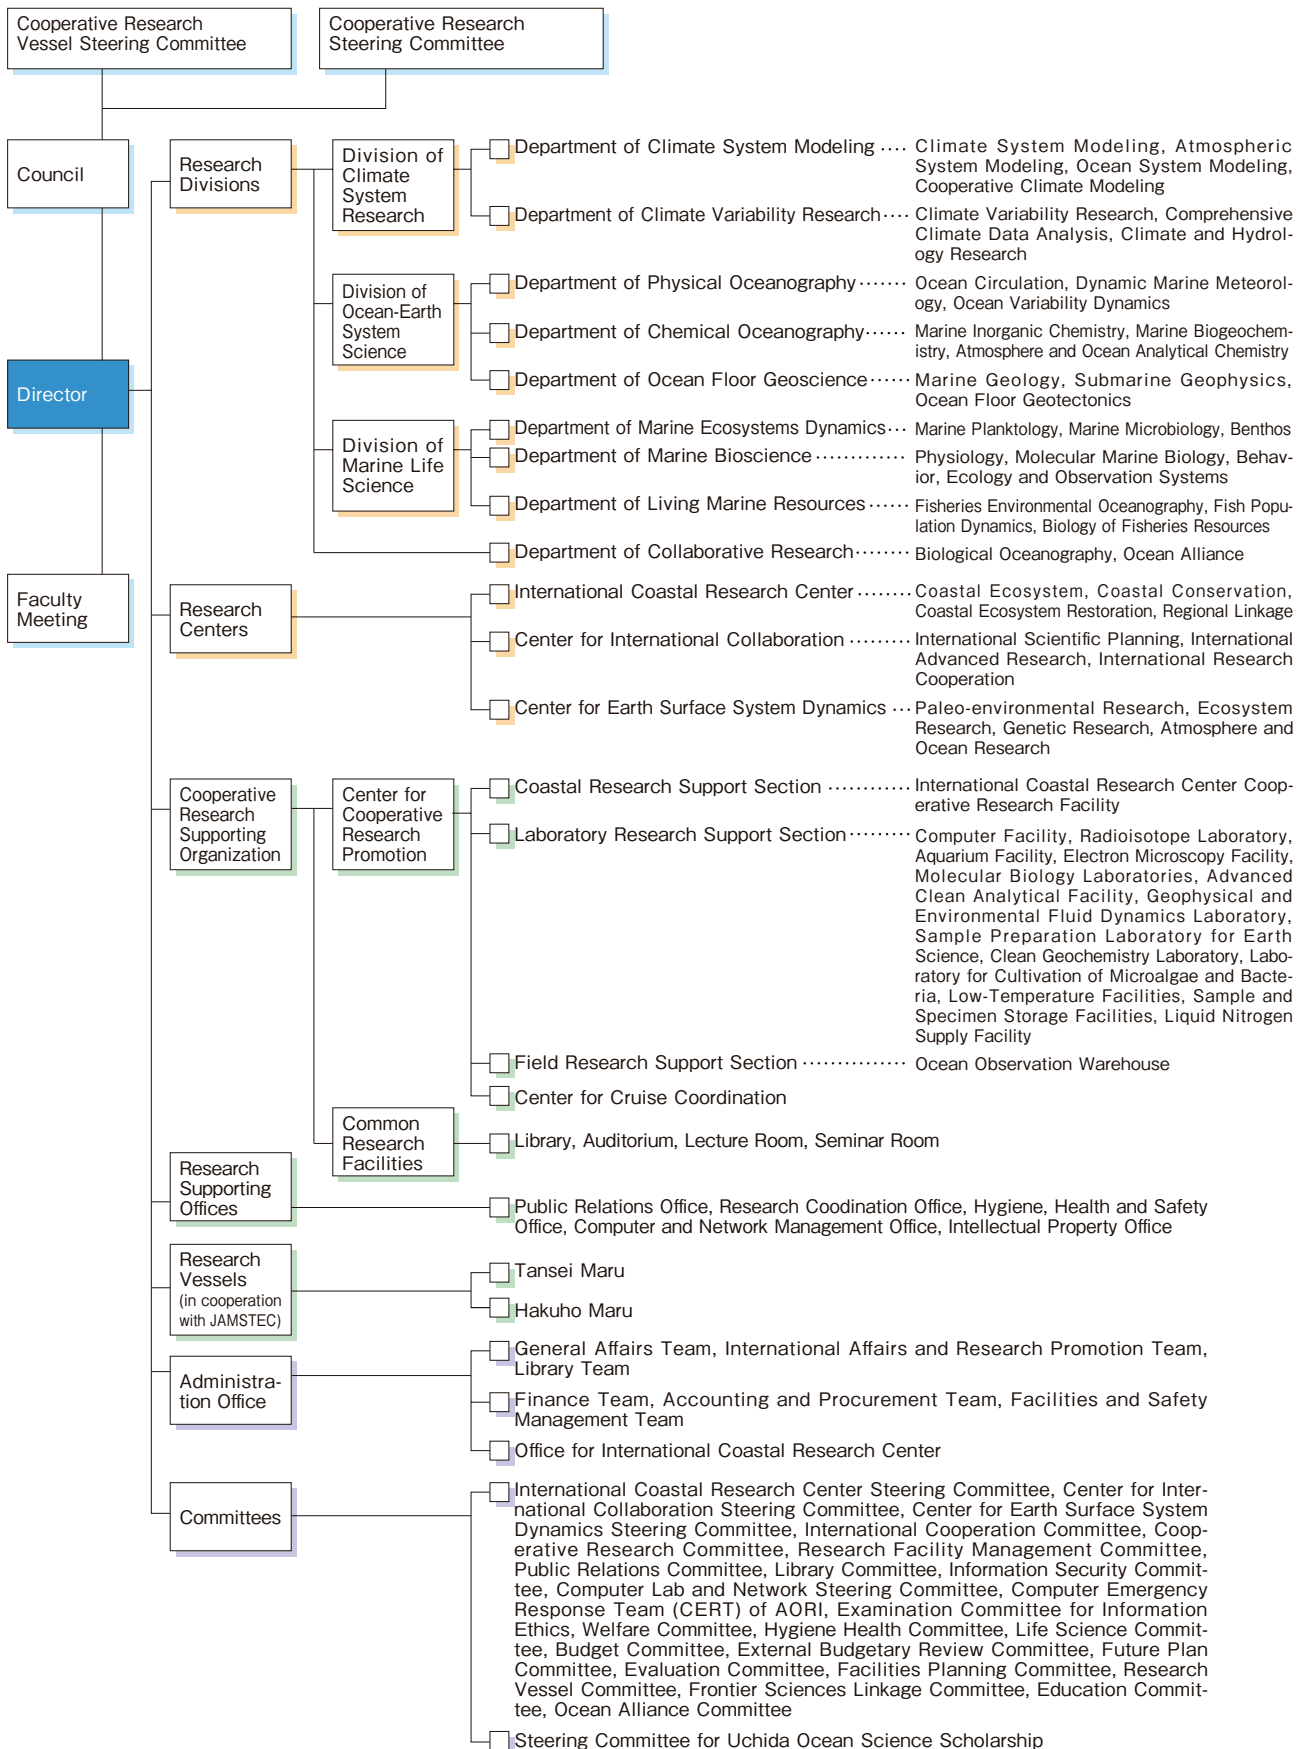 Cooperative Research
Vessel Steering Committee
Cooperative Research
Steering Committee
Council
Director
Faculty
Meeting
Research
Divisions
Division of
Climate
System
Research
Department of Climate System Modeling ····
Climate System Modeling, Atmospheric
System Modeling, Ocean System Modeling,
Cooperative Climate Modeling
Department of Climate Variability Research ····
Climate Variability Research, Comprehensive
Climate Data Analysis, Climate and Hydrol-
ogy Research
Division of
Ocean-Earth
System
Science
Department of Physical Oceanography ·······
Ocean Circulation, Dynamic Marine Meteorol-
ogy, Ocean Variability Dynamics
Department of Chemical Oceanography ······
Marine Inorganic Chemistry, Marine Biogeochem-
istry, Atmosphere and Ocean Analytical Chemistry
Department of Ocean Floor Geoscience ······
Marine Geology, Submarine Geophysics,
Ocean Floor Geotectonics
Division of
Marine Life
Science
Department of Marine Ecosystems Dynamics ···
Marine Planktology, Marine Microbiology, Benthos
Department of Marine Bioscience ············
Physiology, Molecular Marine Biology, Behav-
ior, Ecology and Observation Systems
Department of Living Marine Resources ······
Fisheries Environmental Oceanography, Fish Popu-
lation Dynamics, Biology of Fisheries Resources
Department of Collaborative Research ········
Biological Oceanography, Ocean Alliance
Research
Centers
International Coastal Research Center ········
Coastal Ecosystem, Coastal Conservation,
Coastal Ecosystem Restoration, Regional Linkage
Center for International Collaboration ·········
International Scientific Planning, International
Advanced Research, International Research
Cooperation
Center for Earth Surface System Dynamics ···
Paleo-environmental Research, Ecosystem
Research, Genetic Research, Atmosphere and
Ocean Research
Cooperative
Research
Supporting
Organization
Center for
Cooperative
Research
Promotion
Coastal Research Support Section ············
International Coastal Research Center Coop-
erative Research Facility
Laboratory Research Support Section ·········
Computer Facility, Radioisotope Laboratory,
Aquarium Facility, Electron Microscopy Facility,
Molecular Biology Laboratories, Advanced
Clean Analytical Facility, Geophysical and
Environmental Fluid Dynamics Laboratory,
Sample Preparation Laboratory for Earth
Science, Clean Geochemistry Laboratory, Labo-
ratory for Cultivation of Microalgae and Bacte-
ria, Low-Temperature Facilities, Sample and
Specimen Storage Facilities, Liquid Nitrogen
Supply Facility
Field Research Support Section ···············
Ocean Observation Warehouse
Center for Cruise Coordination
Common
Research
Facilities
Library, Auditorium, Lecture Room, Seminar Room
Research
Supporting
Offices
Public Relations Office, Research Coodination Office, Hygiene, Health and Safety
Office, Computer and Network Management Office, Intellectual Property Office
Research
Vessels
(in cooperation
with JAMSTEC)
Tansei Maru
Hakuho Maru
Administra-
tion Office
General Affairs Team, International Affairs and Research Promotion Team,
Library Team
Finance Team, Accounting and Procurement Team, Facilities and Safety
Management Team
Office for International Coastal Research Center
Committees
International Coastal Research Center Steering Committee, Center for Inter-
national Collaboration Steering Committee, Center for Earth Surface System
Dynamics Steering Committee, International Cooperation Committee, Coop-
erative Research Committee, Research Facility Management Committee,
Public Relations Committee, Library Committee, Information Security Commit-
tee, Computer Lab and Network Steering Committee, Computer Emergency
Response Team (CERT) of AORI, Examination Committee for Information
Ethics, Welfare Committee, Hygiene Health Committee, Life Science Commit-
tee, Budget Committee, External Budgetary Review Committee, Future Plan
Committee, Evaluation Committee, Facilities Planning Committee, Research
Vessel Committee, Frontier Sciences Linkage Committee, Education Commit-
tee, Ocean Alliance Committee
Steering Committee for Uchida Ocean Science Scholarship